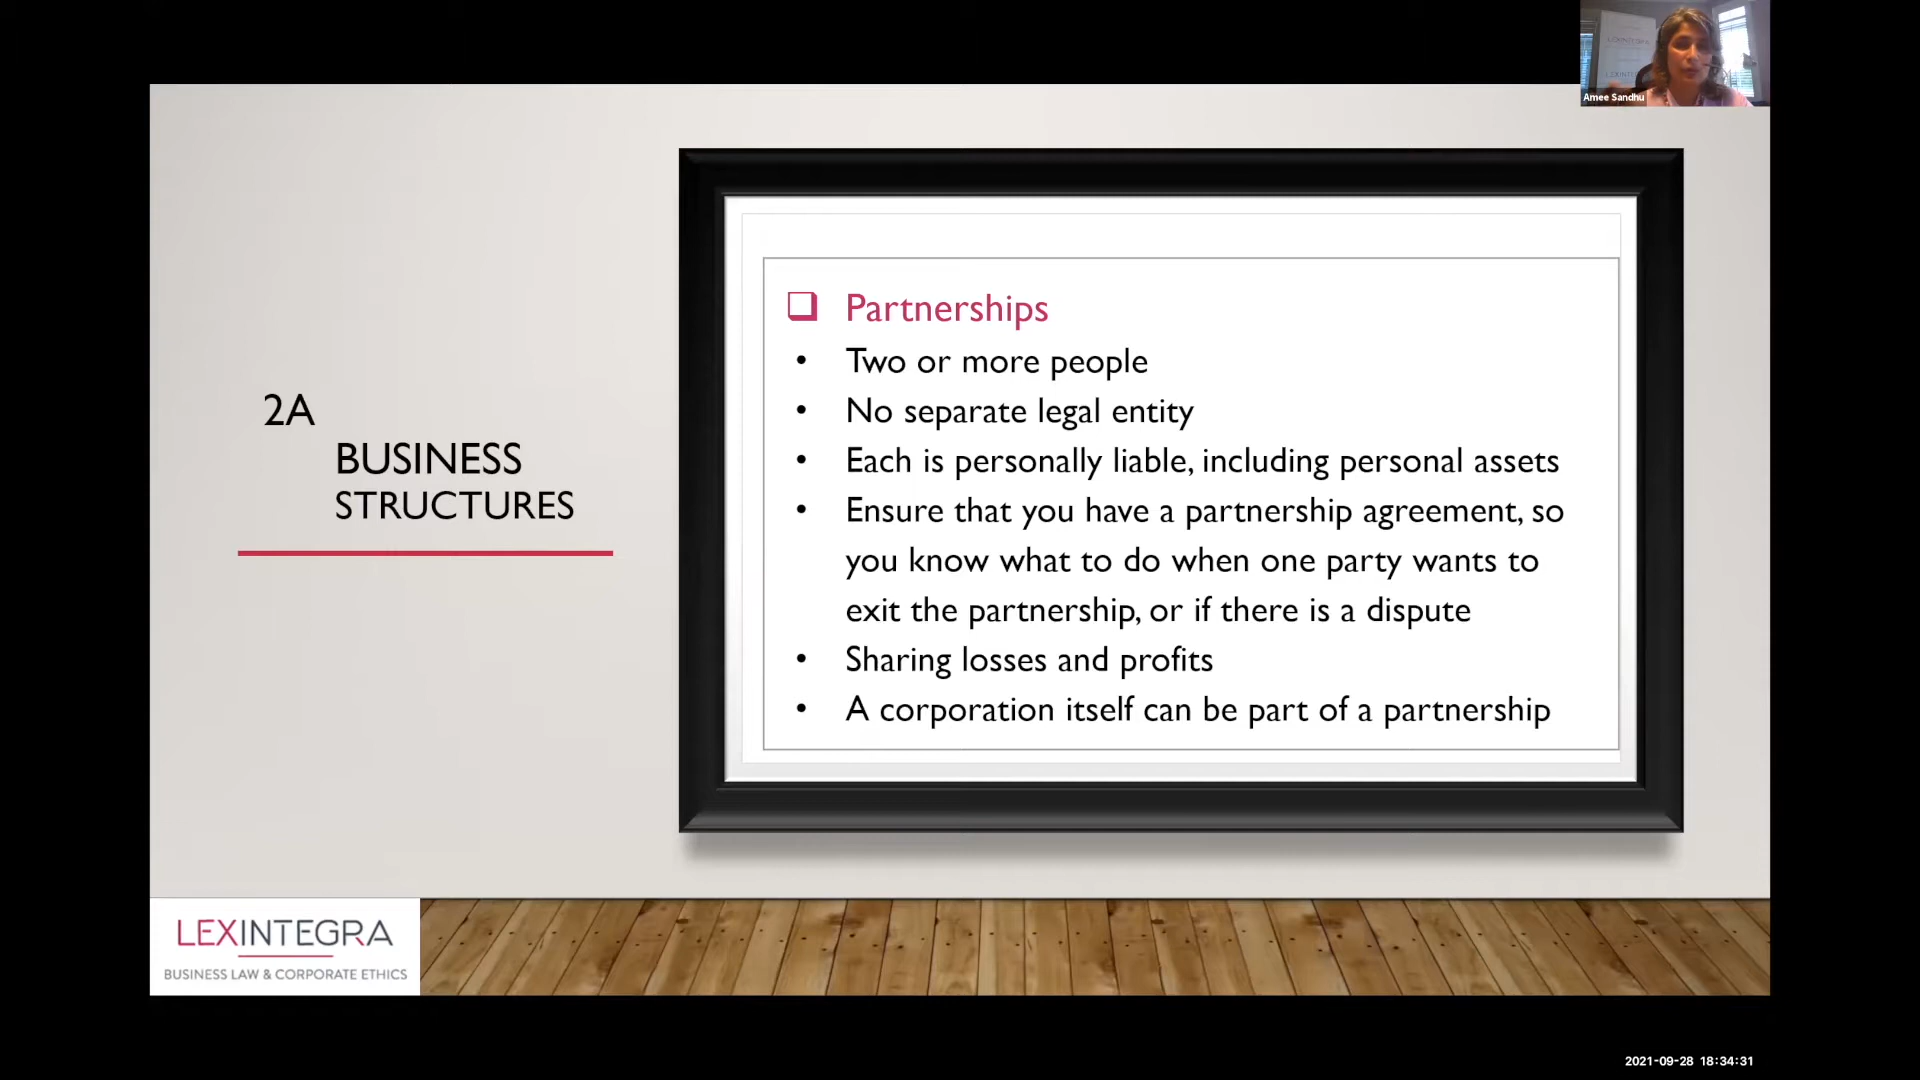 Amee Sandhu
2A
BUSINESS
STRUCTURES
❑ Partnerships
• Two or more people
• No separate legal entity
• Each is personally liable, including personal assets
• Ensure that you have a partnership agreement, so
you know what to do when one party wants to
exit the partnership, or if there is a dispute
• Sharing losses and profits
• A corporation itself can be part of a partnership
LEXINTEGRA
BUSINESS LAW & CORPORATE ETHICS
2021-09-28 18:34:31